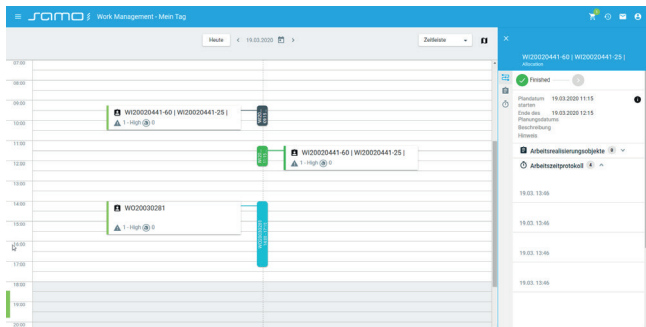 samo Work Management - Mein Tag
Heute 19.03.2020 Zeitleiste
WI20020441-60 | WI20020441-25 |
Allocation
Finished
Plandatum starten 19.03.2020 11:15
Ende des Planungsdatums 19.03.2020 12:15
Beschreibung
Hinweis
Arbeitsrealisierungsobjekte 0
Arbeitszeitprotokoll 4
19.03, 13:46
19.03, 13:46
19.03, 13:46
19.03, 13:46
07:00
08:00
09:00
WI20020441-60 | WI20020441-25 |
1 - High 0
10:00
11:00
WI20020441-60 | WI20020441-25 |
1 - High 0
12:00
13:00
14:00
WO20030281
1 - High 0
15:00
16:00
17:00
18:00
19:00
20:00